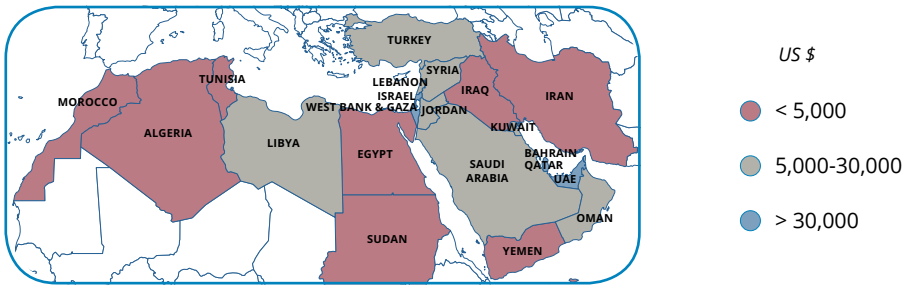 TURKEY
SYRIA
LEBANON
ISRAEL
WEST BANK & GAZA
JORDAN
IRAQ
IRAN
KUWAIT
TUNISIA
MOROCCO
ALGERIA
LIBYA
EGYPT
SAUDI
ARABIA
BAHRAIN
QATAR
UAE
OMAN
YEMEN
SUDAN
US $
< 5,000
5,000-30,000
> 30,000